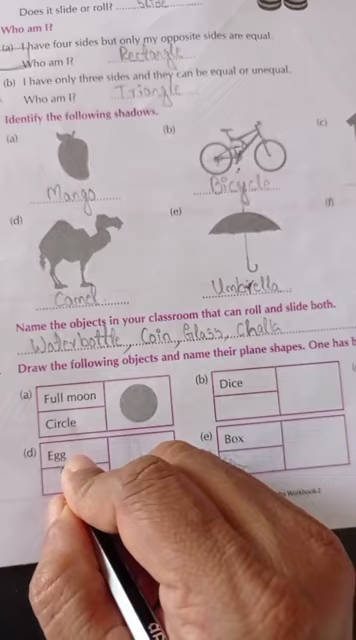 Does it slide or roll? Slide
Who am I?
(a) I have four sides but only my opposite sides are equal.
Who am I? Rectangle
(b) I have only three sides and they can be equal or unequal.
Who am I? Triangle
Identify the following shadows.
(a) (b) (c)
Mango Bicycle
(d) (e) (f)
Camel Umbrella
Name the objects in your classroom that can roll and slide both.
Waterbottle, Coin, Glass, Chalk
Draw the following objects and name their plane shapes. One has
(a) Full moon (b) Dice
Circle
(d) Egg (e) Box
Workbook-2